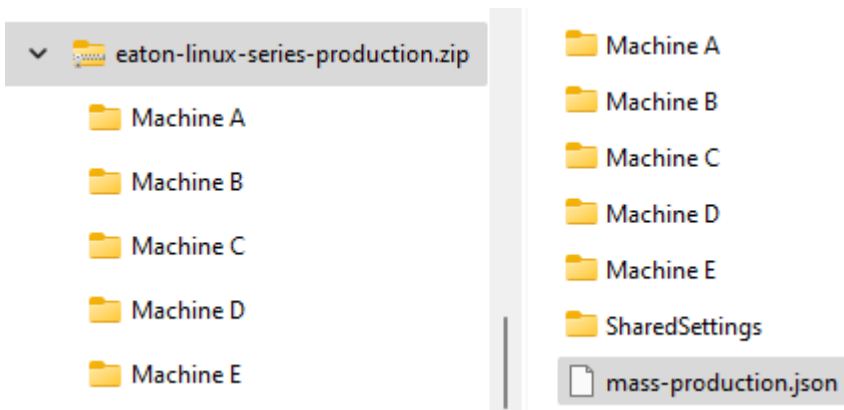 eaton-linux-series-production.zip
Machine A
Machine B
Machine C
Machine D
Machine E
Machine A
Machine B
Machine C
Machine D
Machine E
SharedSettings
mass-production.json